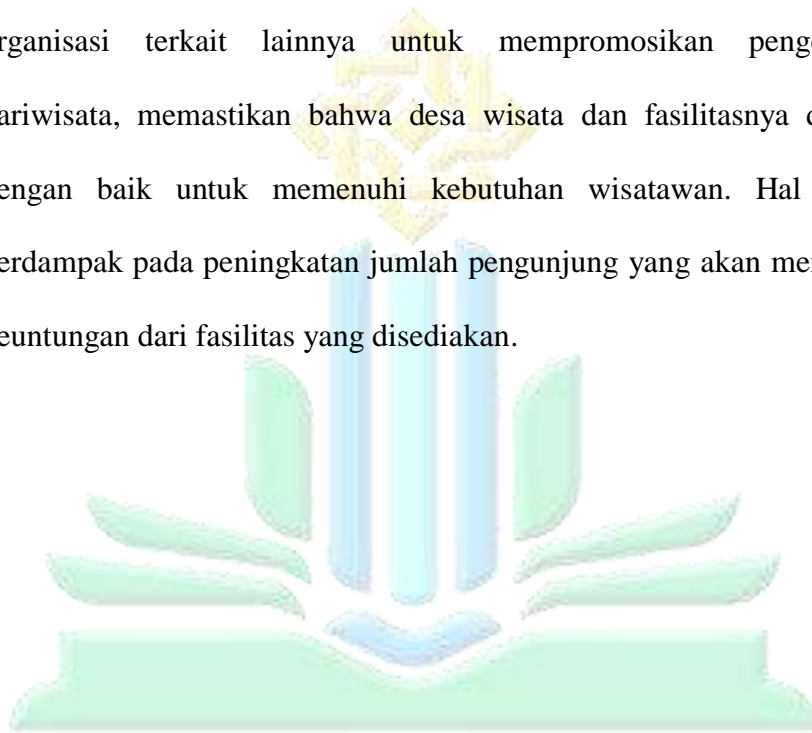 rganisasi terkait lainnya untuk mempromosikan penge
ariwisata, memastikan bahwa desa wisata dan fasilitasnya d
engan baik untuk memenuhi kebutuhan wisatawan. Hal
erdampak pada peningkatan jumlah pengunjung yang akan me
euntungan dari fasilitas yang disediakan.